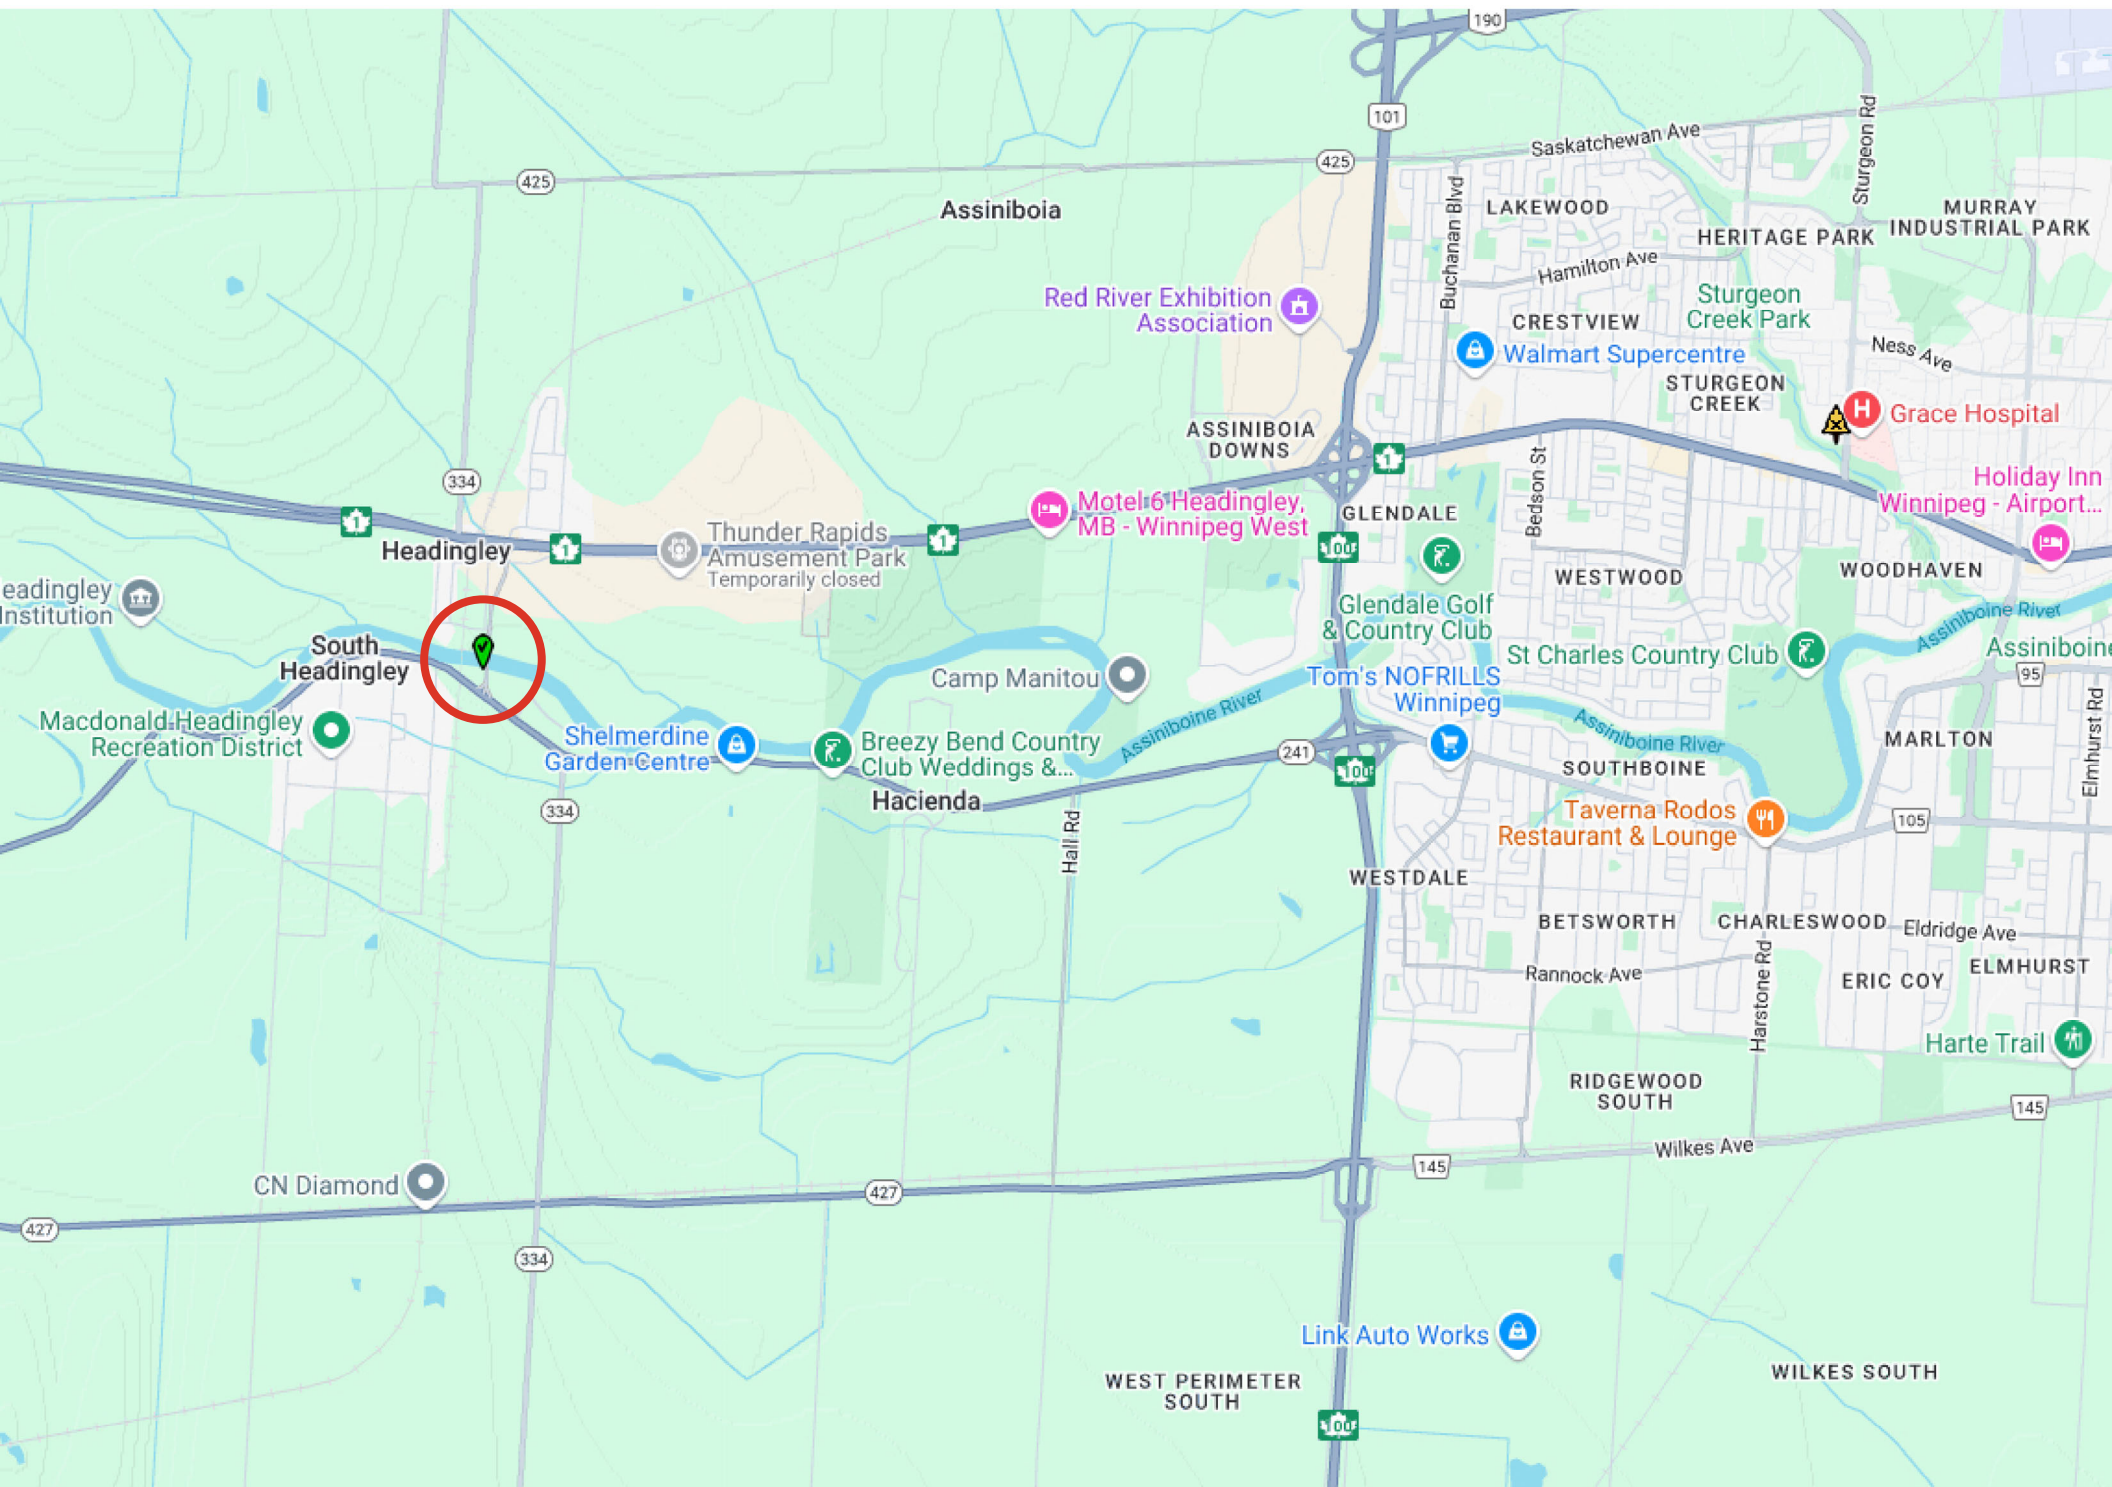 190
101
Saskatchewan Ave
Sturgeon Rd
425
425
Buchanan Blvd
LAKEWOOD
MURRAY
INDUSTRIAL PARK
Assiniboia
HERITAGE PARK
Hamilton Ave
Red River Exhibition
Association
Sturgeon
Creek Park
CRESTVIEW
Walmart Supercentre
Ness Ave
STURGEON
CREEK
H
Grace Hospital
ASSINIBOIA
DOWNS
1
334
Holiday Inn
Winnipeg - Airport...
Motel 6 Headingley,
MB - Winnipeg West
GLENDALE
Bedson St
1
Headingley
1
Thunder Rapids
Amusement Park
Temporarily closed
1
100
WESTWOOD
WOODHAVEN
eadingley
Institution
Glendale Golf
& Country Club
Assiniboine River
South
Headingley
St Charles Country Club
Assiniboine
95
Camp Manitou
Tom's NOFRILLS
Winnipeg
Elmhurst Rd
Macdonald-Headingley
Recreation District
Shelmerdine
Garden Centre
Breezy Bend Country
Club Weddings &...
Assiniboine River
241
100
Assiniboine River
MARLTON
SOUTHBOINE
Hacienda
334
Taverna Rodos
Restaurant & Lounge
105
Hall Rd
WESTDALE
BETSWORTH
CHARLESWOOD
Eldridge Ave
Rannock Ave
Harstone Rd
ELMHURST
ERIC COY
Harte Trail
RIDGEWOOD
SOUTH
145
Wilkes Ave
145
CN Diamond
427
427
334
Link Auto Works
WEST PERIMETER
SOUTH
WILKES SOUTH
100